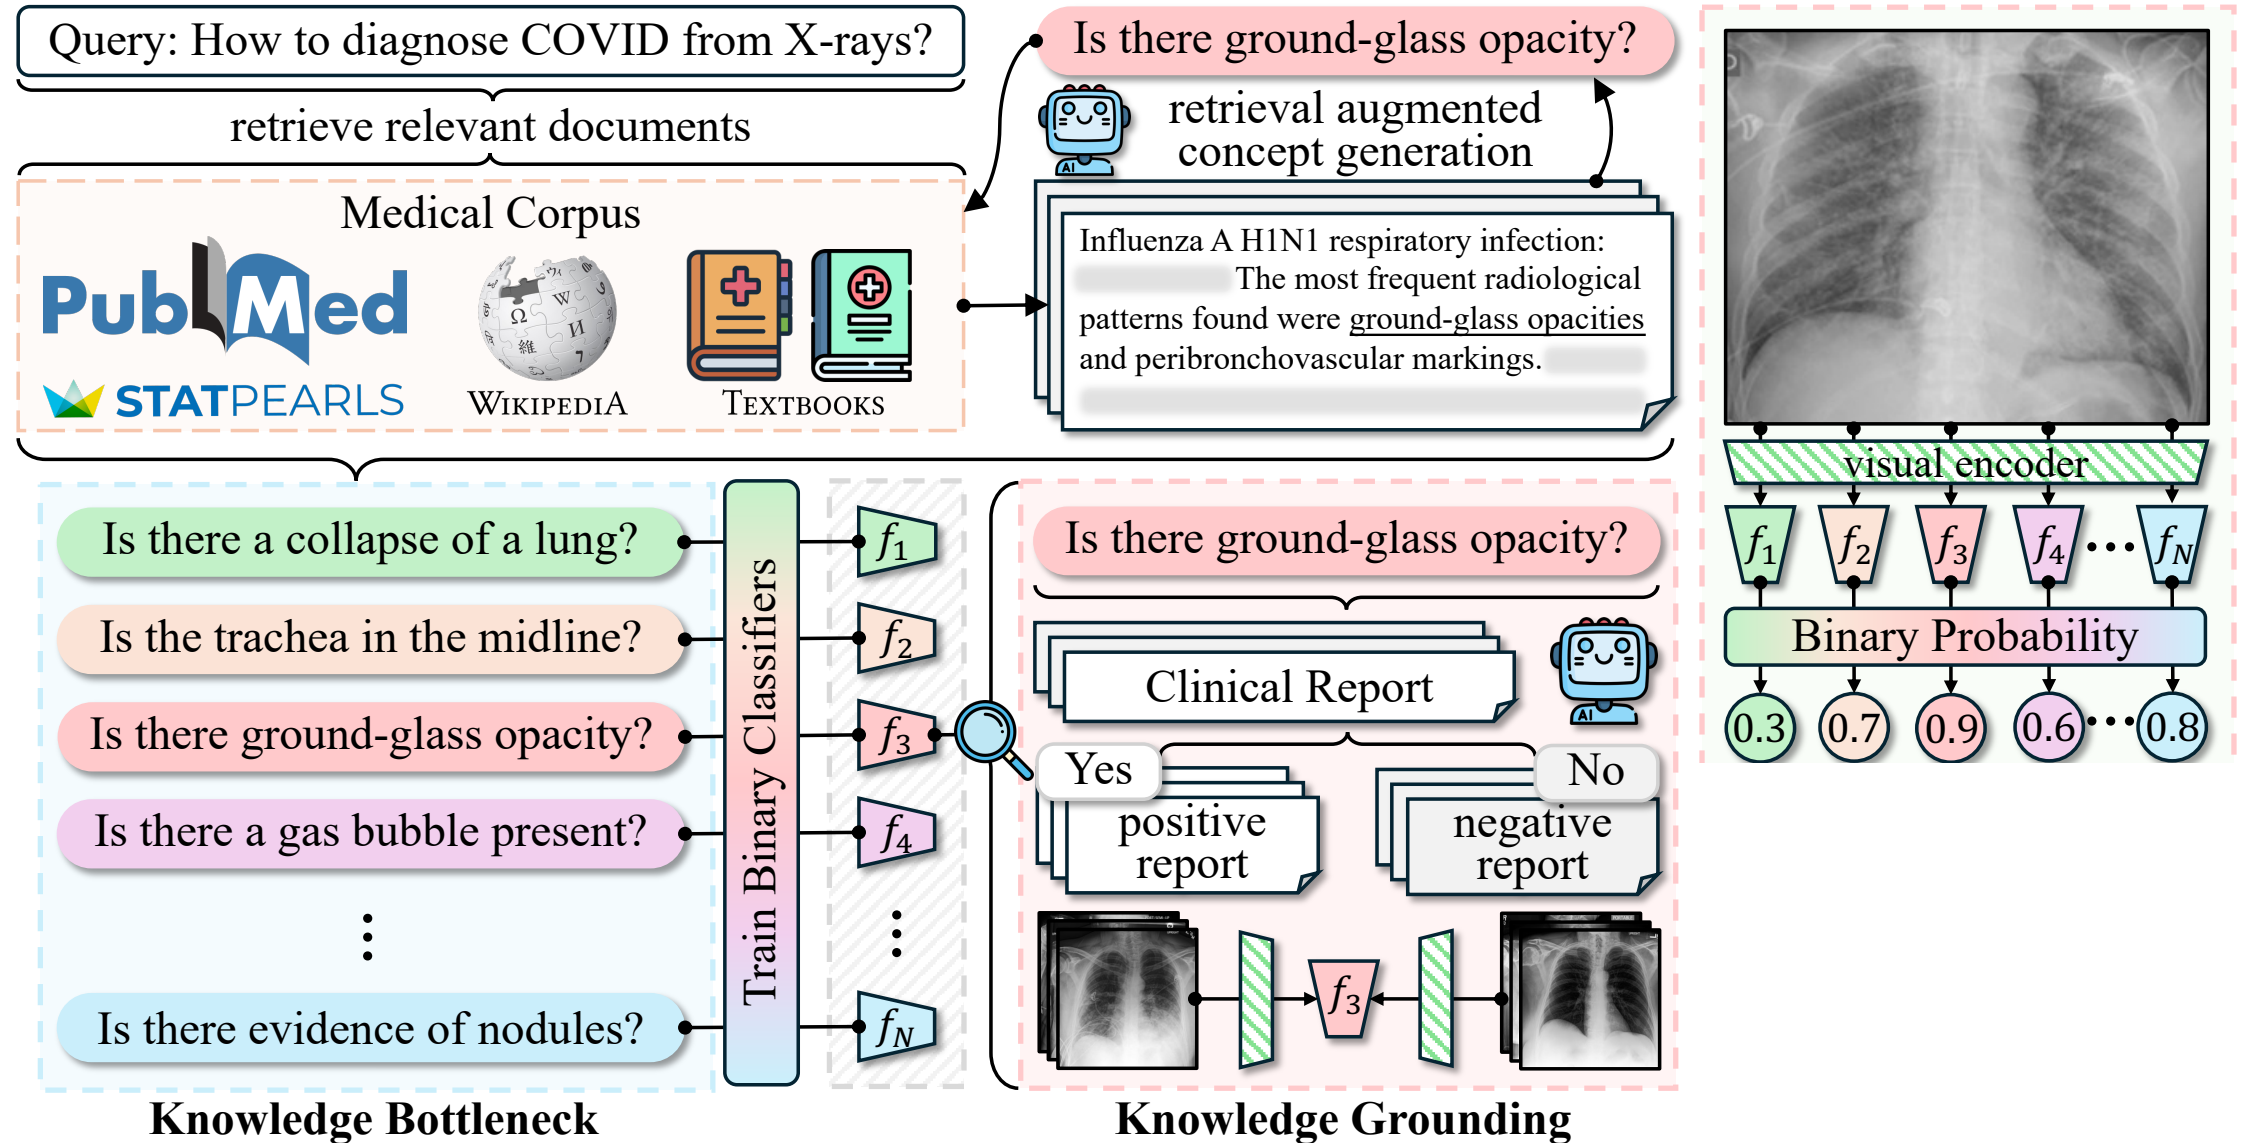 Query: How to diagnose COVID from X-rays?
retrieve relevant documents
Medical Corpus
PubMed
STATPEARLS
WIKIPEDIA
TEXTBOOKS
Is there ground-glass opacity?
AI
retrieval augmented
concept generation
Influenza A H1N1 respiratory infection:
The most frequent radiological
patterns found were ground-glass opacities
and peribronchovascular markings.
Is there a collapse of a lung?
Is the trachea in the midline?
Is there ground-glass opacity?
Is there a gas bubble present?
Is there evidence of nodules?
Train Binary Classifiers
f1
f2
f3
f4
fN
Knowledge Bottleneck
Is there ground-glass opacity?
Clinical Report
AI
Yes
No
positive
report
negative
report
f3
Knowledge Grounding
visual encoder
f1 f2 f3 f4 ••• fN
Binary Probability
0.3 0.7 0.9 0.6 ••• 0.8